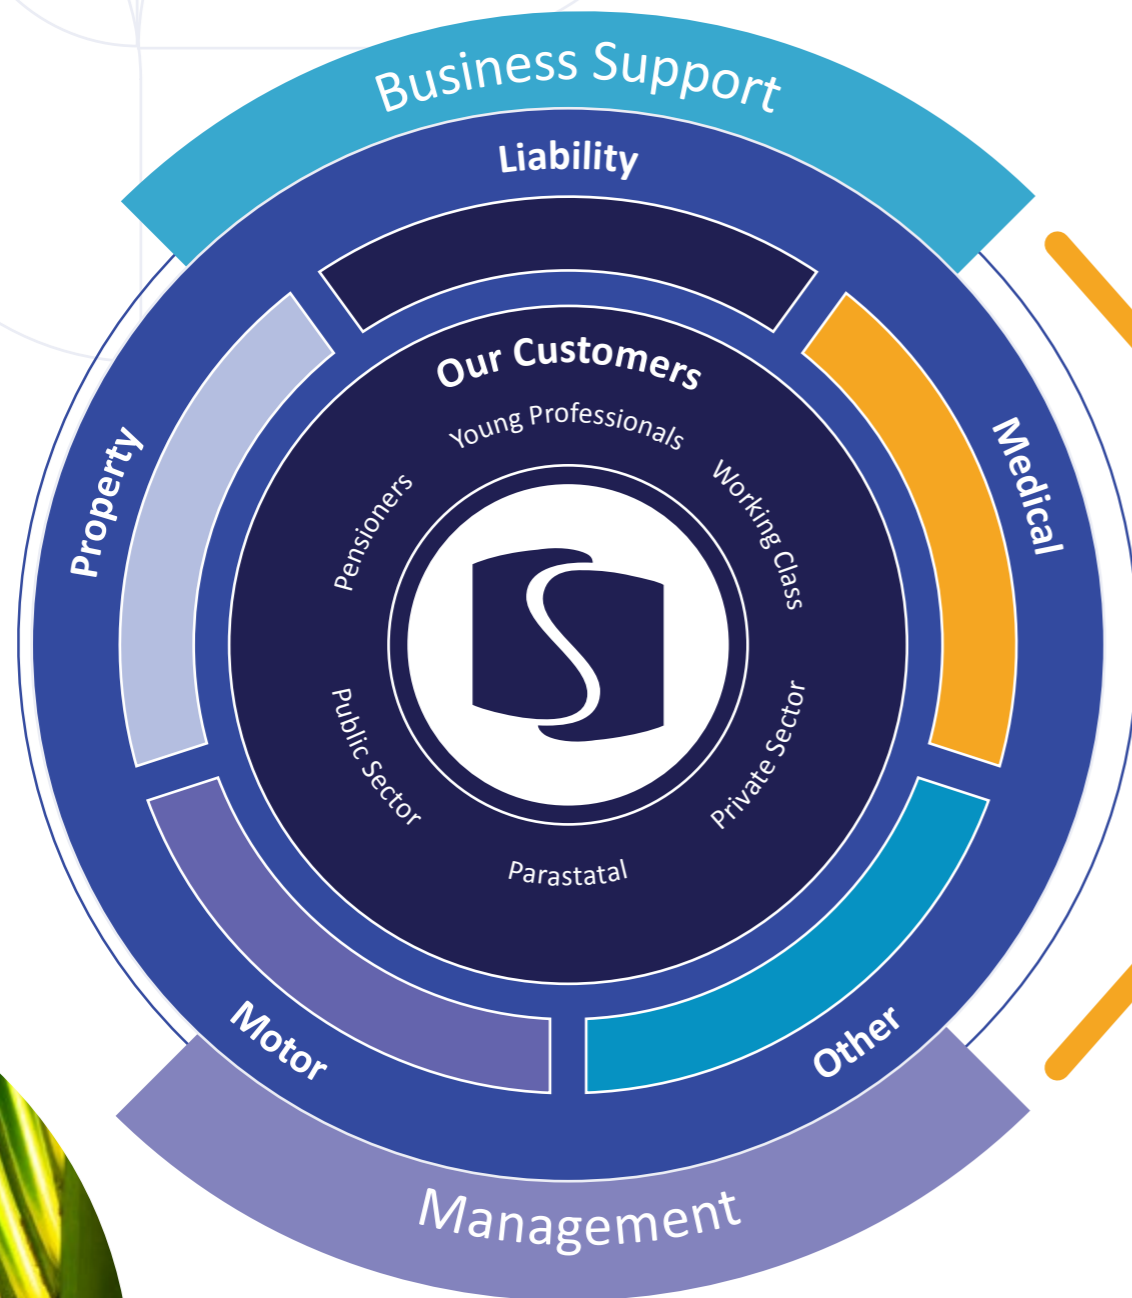 Business Support
Liability
Medical
Other
Motor
Property
Our Customers
Young Professionals
Working Class
Private Sector
Parastatal
Public Sector
Pensioners
Management